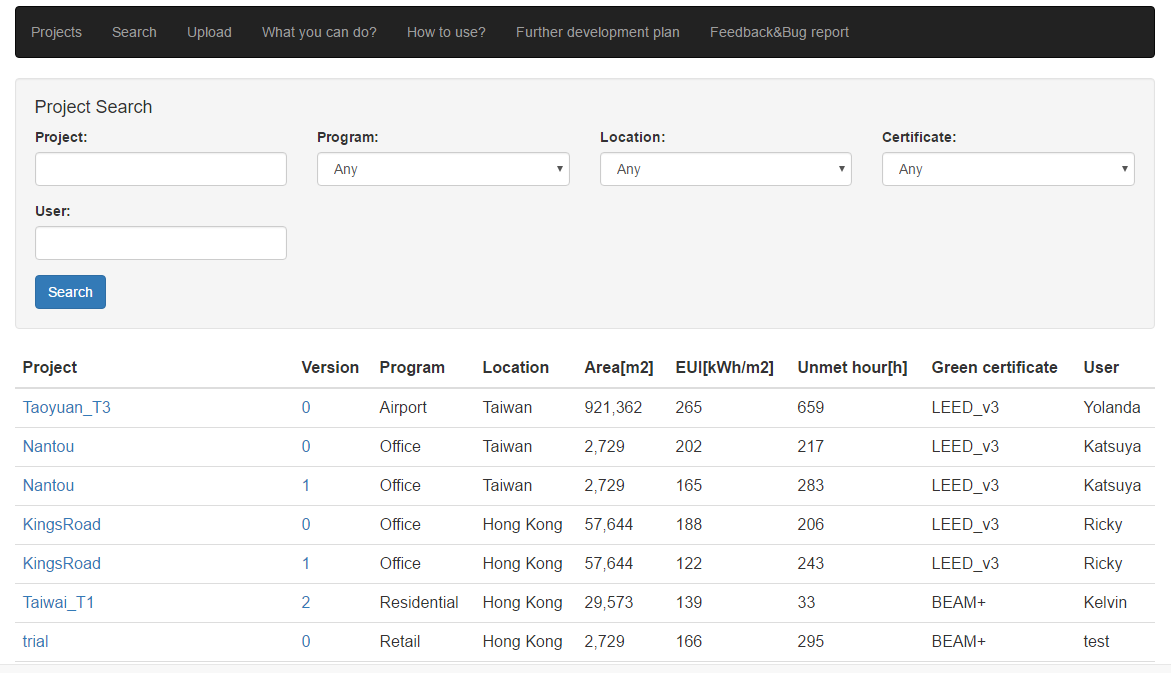 Projects Search Upload What you can do? How to use? Further development plan Feedback&Bug report
Project Search
Project: Program: Location: Certificate:
Any Any Any
User:
Search
Project Version Program Location Area[m2] EUI[kWh/m2] Unmet hour[h] Green certificate User
Taoyuan_T3 0 Airport Taiwan 921,362 265 659 LEED_v3 Yolanda
Nantou 0 Office Taiwan 2,729 202 217 LEED_v3 Katsuya
Nantou 1 Office Taiwan 2,729 165 283 LEED_v3 Katsuya
KingsRoad 0 Office Hong Kong 57,644 188 206 LEED_v3 Ricky
KingsRoad 1 Office Hong Kong 57,644 122 243 LEED_v3 Ricky
Taiwai_T1 2 Residential Hong Kong 29,573 139 33 BEAM+ Kelvin
trial 0 Retail Hong Kong 2,729 166 295 BEAM+ test